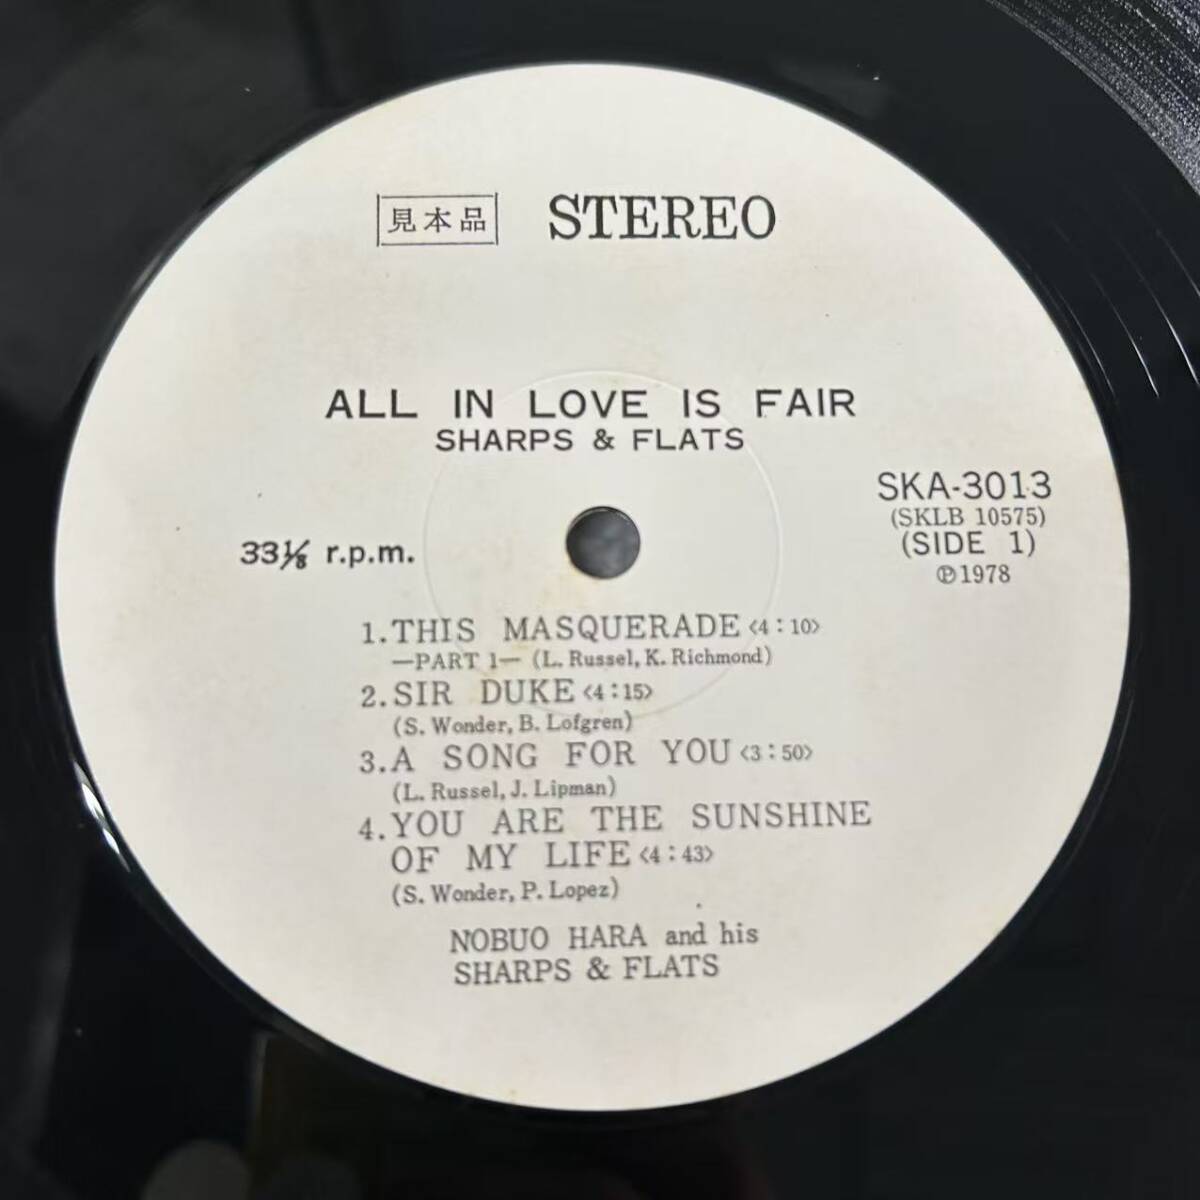 見本品 STEREO
ALL IN LOVE IS FAIR
SHARPS & FLATS
SKA-3013
(SKLB 10575)
(SIDE 1)
℗1978
33⅓ r.p.m.
1. THIS MASQUERADE <4:10>
—PART 1— (L. Russel, K. Richmond)
2. SIR DUKE <4:15>
(S. Wonder, B. Lofgren)
3. A SONG FOR YOU <3:50>
(L. Russel, J. Lipman)
4. YOU ARE THE SUNSHINE
OF MY LIFE <4:43>
(S. Wonder, P. Lopez)
NOBUO HARA and his
SHARPS & FLATS